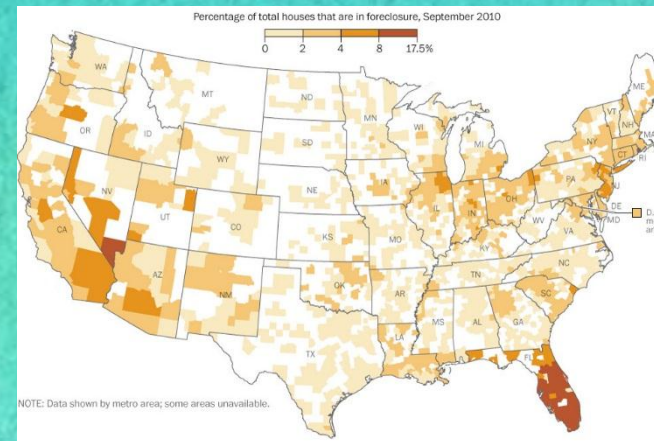 Percentage of total houses that are in foreclosure, September 2010
0 2 4 8 17.5%
WA
MT
ND
MN
ME
OR
ID
WY
SD
WI
MI
VT
NH
NY
MA
CT
RI
NV
UT
CO
NE
IA
IL
IN
OH
PA
NJ
CA
KS
MO
KY
WV
VA
DE
MD
D.
m
ar
AZ
NM
OK
AR
TN
NC
SC
TX
LA
MS
AL
GA
FL
NOTE: Data shown by metro area; some areas unavailable.